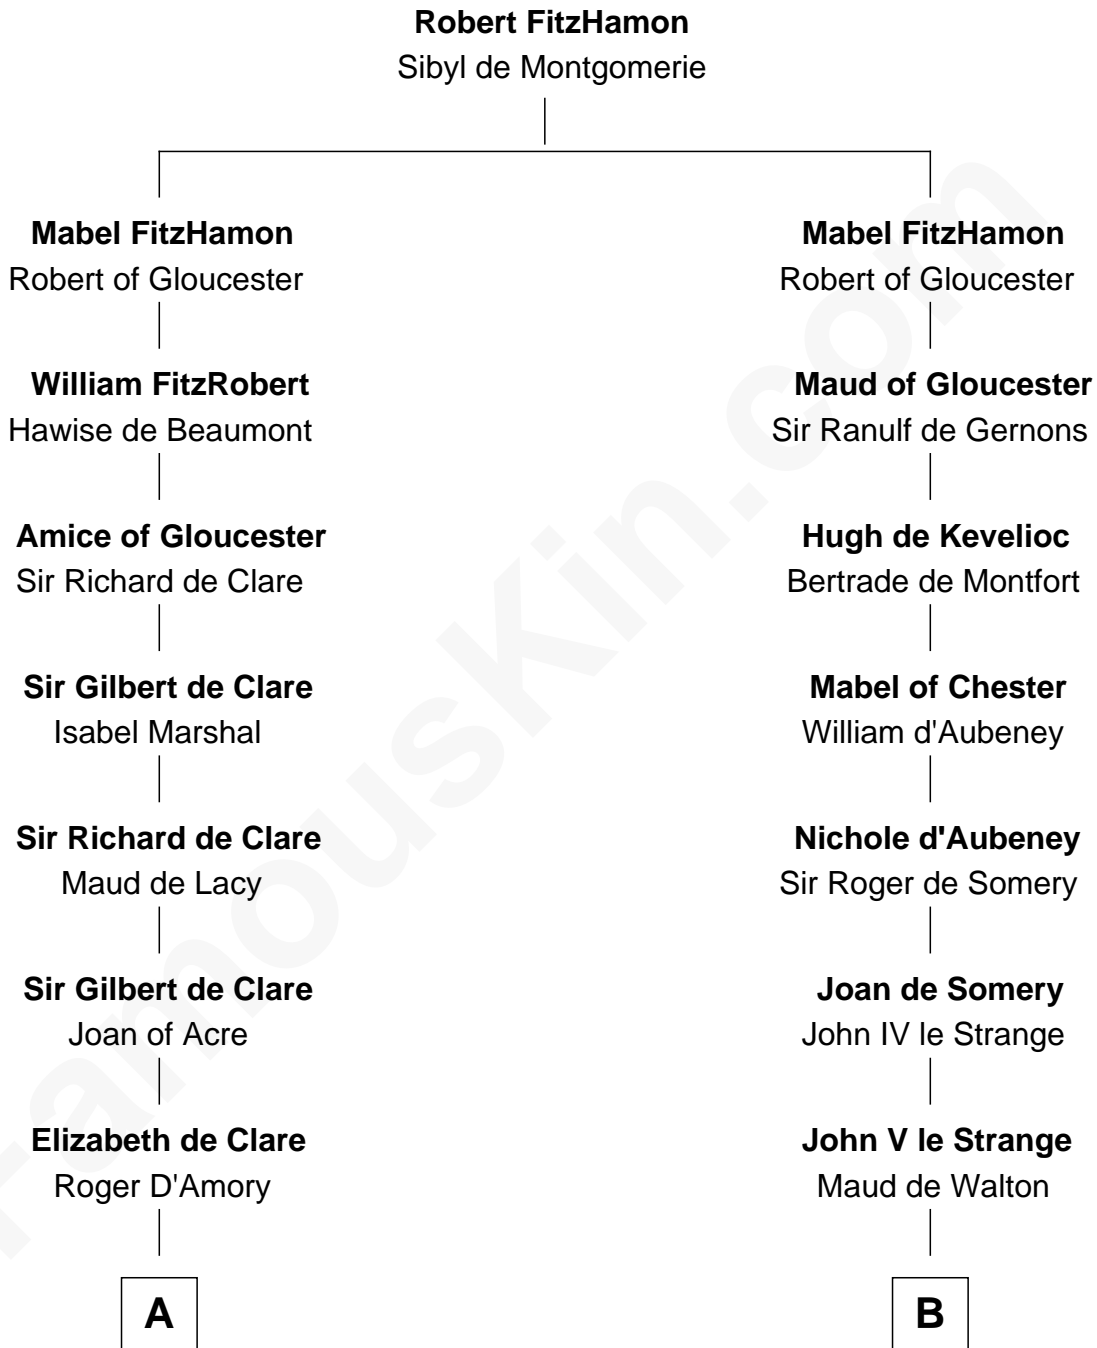 Robert FitzHamon
Sibyl de Montgomerie
Mabel FitzHamon
Robert of Gloucester
William FitzRobert
Hawise de Beaumont
Amice of Gloucester
Sir Richard de Clare
Sir Gilbert de Clare
Isabel Marshal
Sir Richard de Clare
Maud de Lacy
Sir Gilbert de Clare
Joan of Acre
Elizabeth de Clare
Roger D'Amory
A
Mabel FitzHamon
Robert of Gloucester
Maud of Gloucester
Sir Ranulf de Gernons
Hugh de Kevelioc
Bertrade de Montfort
Mabel of Chester
William d'Aubeney
Nichole d'Aubeney
Sir Roger de Somery
Joan de Somery
John IV le Strange
John V le Strange
Maud de Walton
B
FamousKin.com